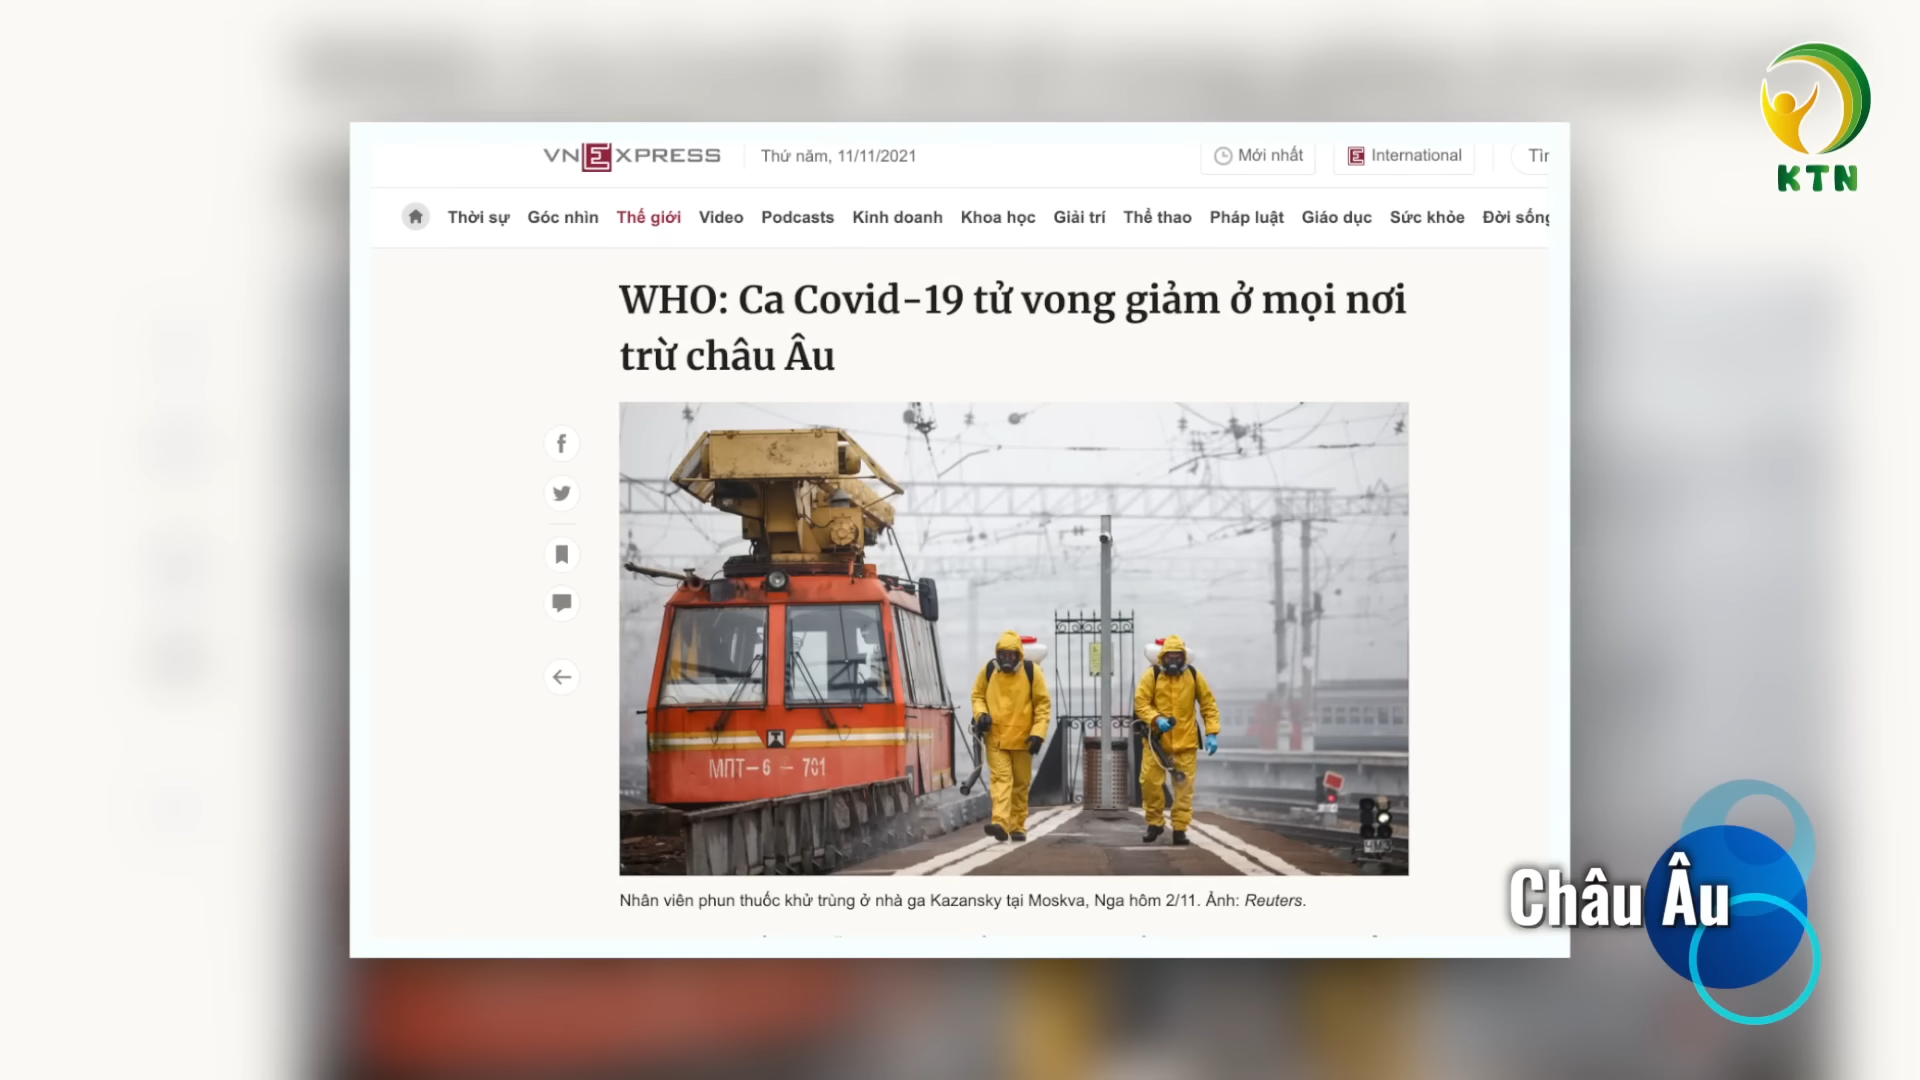 KTN
VNEXPRESS
Thứ năm, 11/11/2021
Mới nhất
International
Thời sự Góc nhìn Thế giới Video Podcasts Kinh doanh Khoa học Giải trí Thể thao Pháp luật Giáo dục Sức khỏe Đời sống
WHO: Ca Covid-19 tử vong giảm ở mọi nơi
trừ châu Âu
МПТ-6 - 701
ЧМЭ
Nhân viên phun thuốc khử trùng ở nhà ga Kazansky tại Moskva, Nga hôm 2/11. Ảnh: Reuters.
Châu Âu